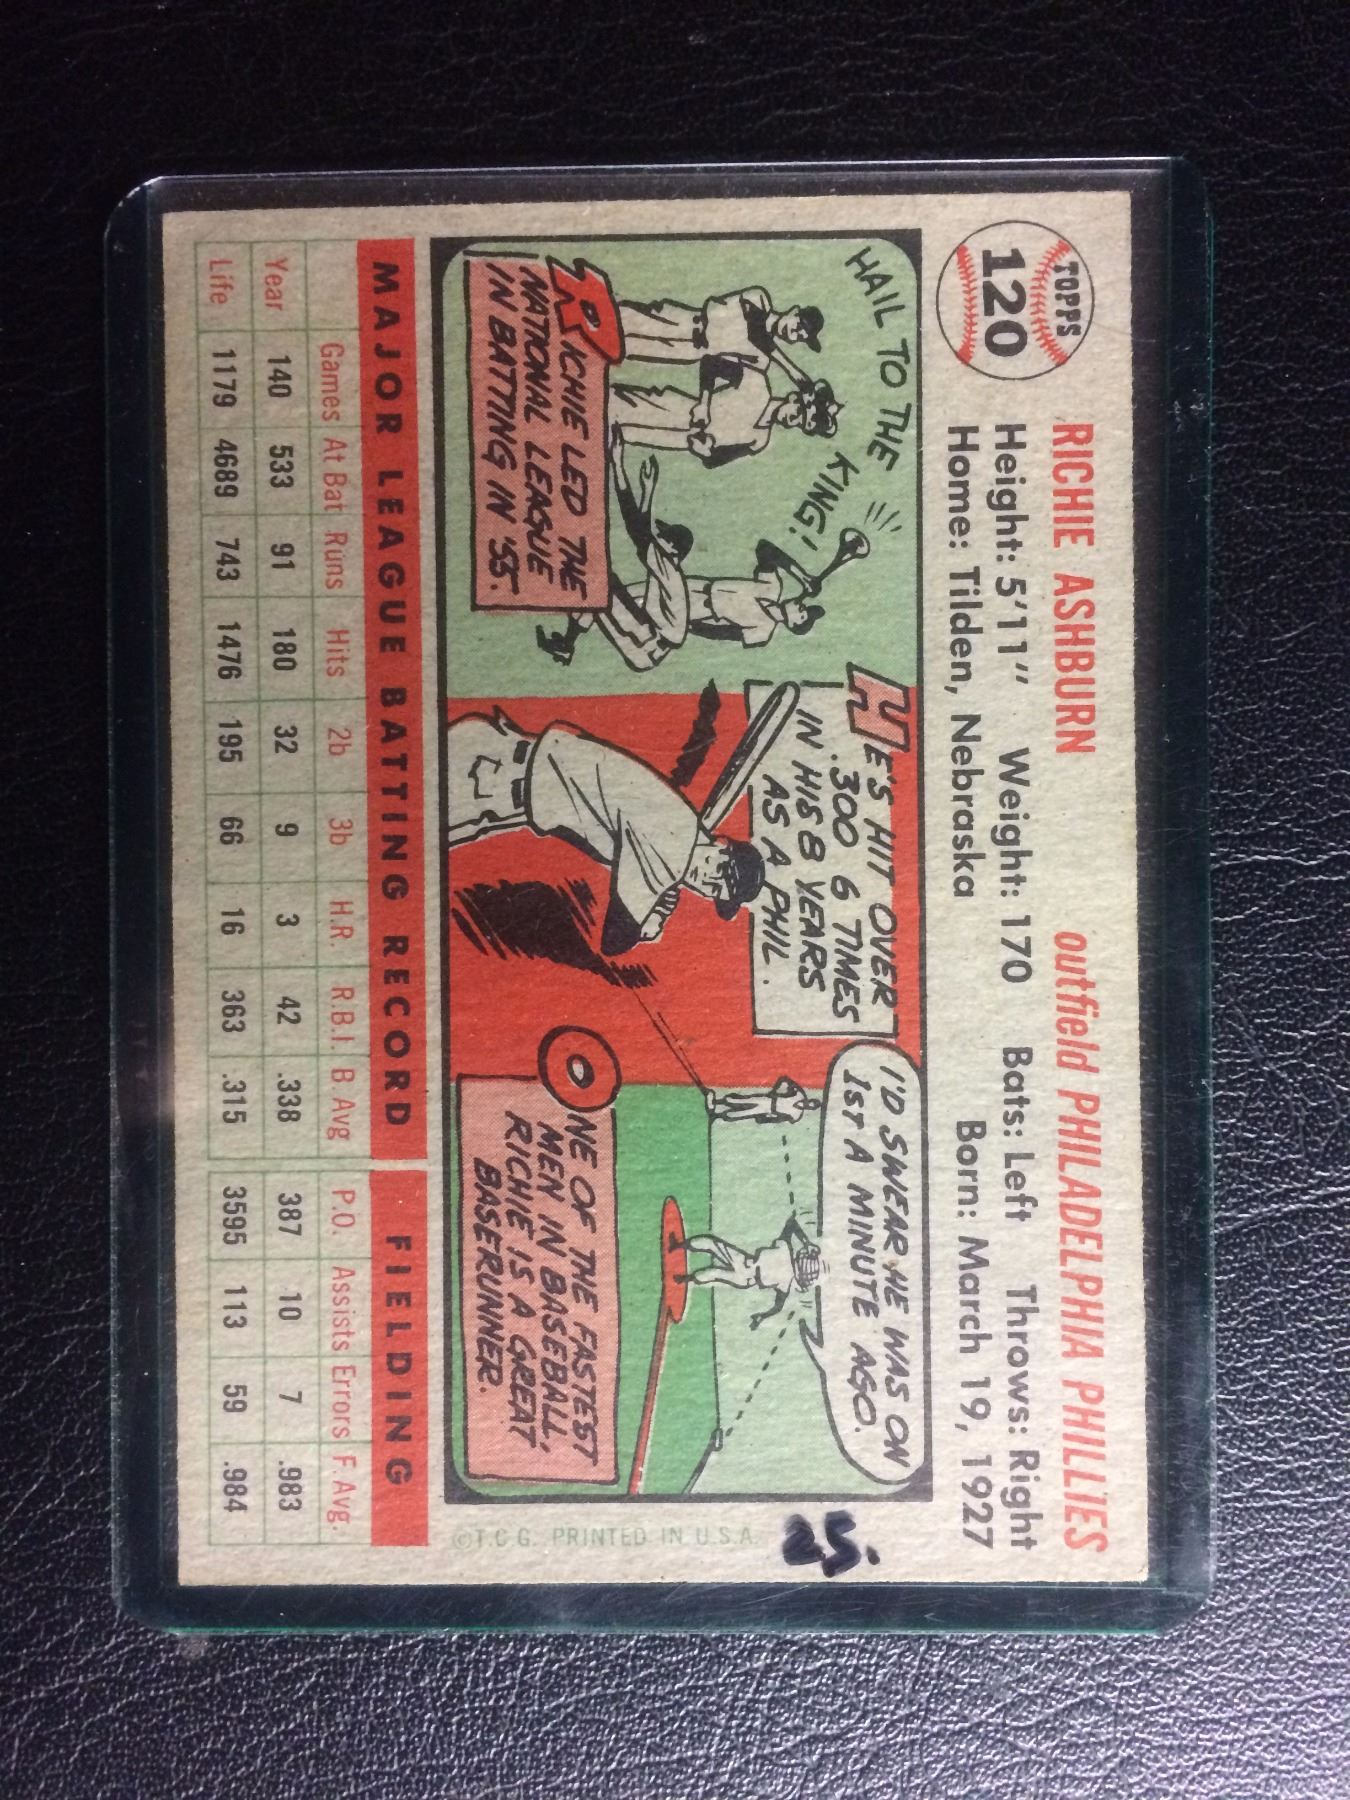 TOPPS
120
RICHIE ASHBURN outfield PHILADELPHIA PHILLIES
Height: 5'11" Weight: 170 Bats: Left Throws: Right
Home: Tilden, Nebraska Born: March 19, 1927
HAIL TO THE
KING!
RICHIE LED THE
NATIONAL LEAGUE
IN BATTING IN '55.
HE'S HIT OVER
.300 6 TIMES
IN HIS 8 YEARS
AS A PHIL.
I'D SWEAR HE WAS ON
1ST A MINUTE AGO.
ONE OF THE FASTEST
MEN IN BASEBALL,
RICHIE IS A GREAT
BASERUNNER.
25.
©T.C.G. PRINTED IN U.S.A.
MAJOR LEAGUE BATTING RECORD FIELDING
Games At Bat Runs Hits 2b 3b H.R. R.B.I. B. Avg P.O. Assists Errors F. Avg.
Year 140 533 91 180 32 9 3 42 .338 387 10 7 .983
Life 1179 4689 743 1476 195 66 16 363 .315 3595 113 59 .984